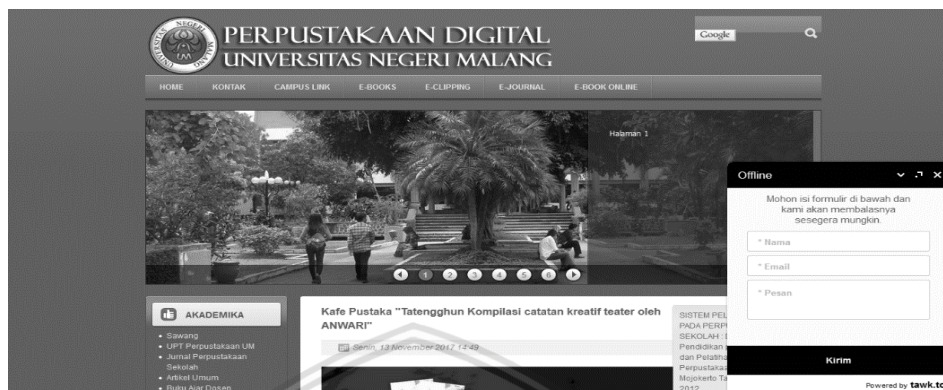 PERPUSTAKAAN DIGITAL
UNIVERSITAS NEGERI MALANG
Google
HOME KONTAK CAMPUS LINK E-BOOKS E-CLIPPING E-JOURNAL E-BOOK ONLINE
Halaman 1
1 2 3 4 5 6
Offline
Mohon isi formulir di bawah dan
kami akan membalasnya
sesegera mungkin.
* Nama
* Email
* Pesan
Kirim
Powered by tawk.to
AKADEMIKA
Sawang
UPT Perpustakaan UM
Jurnal Perpustakaan
Sekolah
Artikel Umum
Buku Ajar Dosen
Kafe Pustaka "Tatengghun Kompilasi catatan kreatif teater oleh
ANWARI"
Senin, 13 November 2017 14:49
SISTEM PEL
PADA PERP
SEKOLAH :
Pendidikan
dan Pelatiha
Perpustakaa
Mojokerto Ta
2012